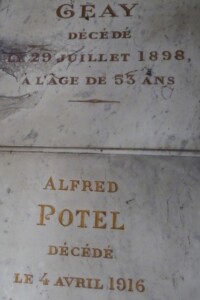 GEAY
DÉCÉDÉ
LE 29 JUILLET 1898,
A L'ÂGE DE 53 ANS
ALFRED
POTEL
DÉCÉDÉ
LE 4 AVRIL 1916